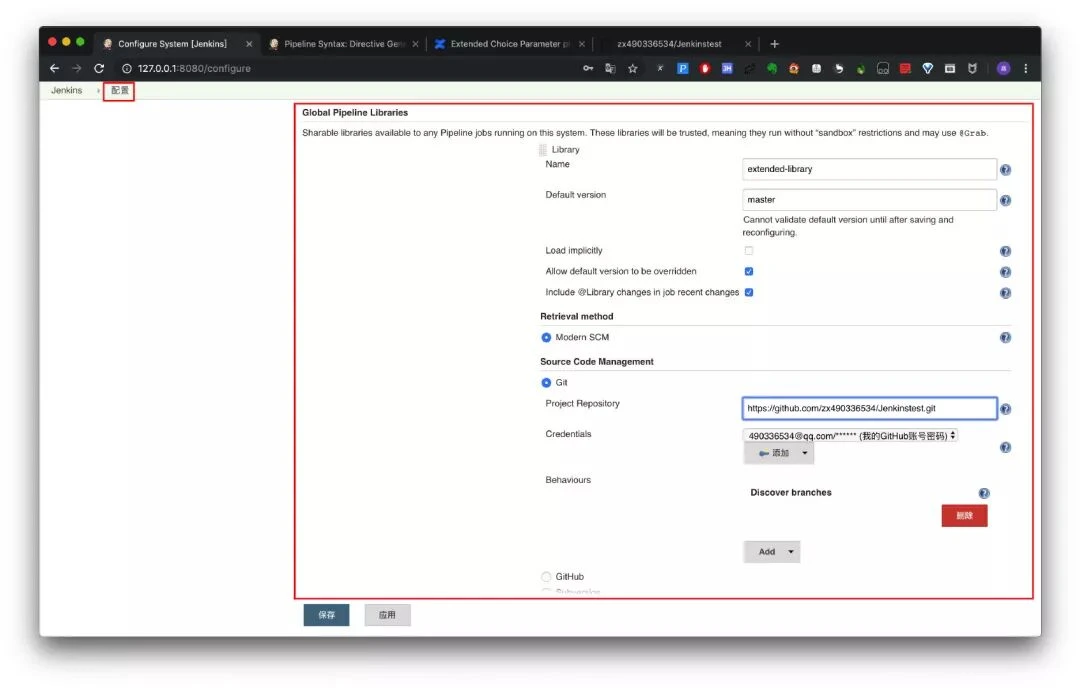 Configure System [Jenkins]
Pipeline Syntax: Directive Gene
Extended Choice Parameter p
zx490336534/Jenkinstest
127.0.0.1:8080/configure
Jenkins
配置
Global Pipeline Libraries
Sharable libraries available to any Pipeline jobs running on this system. These libraries will be trusted, meaning they run without “sandbox” restrictions and may use @Grab.
Library
Name
extended-library
Default version
master
Cannot validate default version until after saving and
reconfiguring.
Load implicitly
Allow default version to be overridden
Include @Library changes in job recent changes
Retrieval method
Modern SCM
Source Code Management
Git
Project Repository
https://github.com/zx490336534/Jenkinstest.git
Credentials
490336534@qq.com/****** (我的GitHub账号密码)
添加
Behaviours
Discover branches
删除
Add
GitHub
Subversion
保存
应用